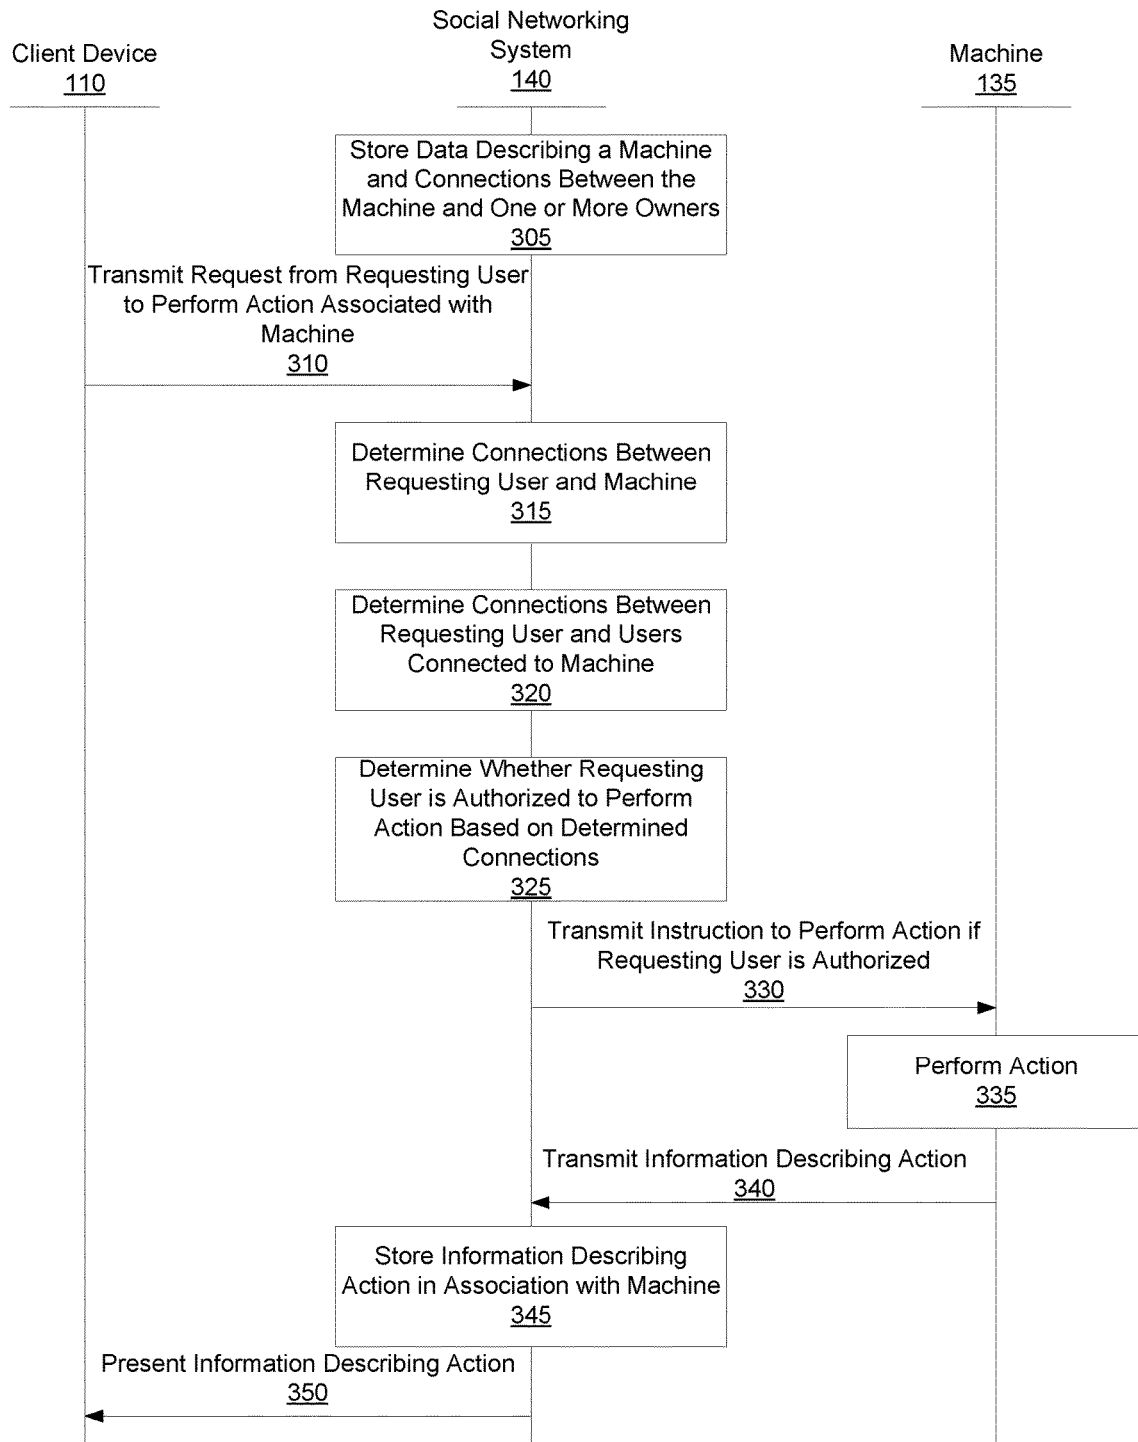 Client Device
110
Social Networking
System
140
Machine
135
Store Data Describing a Machine
and Connections Between the
Machine and One or More Owners
305
Transmit Request from Requesting User
to Perform Action Associated with
Machine
310
Determine Connections Between
Requesting User and Machine
315
Determine Connections Between
Requesting User and Users
Connected to Machine
320
Determine Whether Requesting
User is Authorized to Perform
Action Based on Determined
Connections
325
Transmit Instruction to Perform Action if
Requesting User is Authorized
330
Perform Action
335
Transmit Information Describing Action
340
Store Information Describing
Action in Association with Machine
345
Present Information Describing Action
350